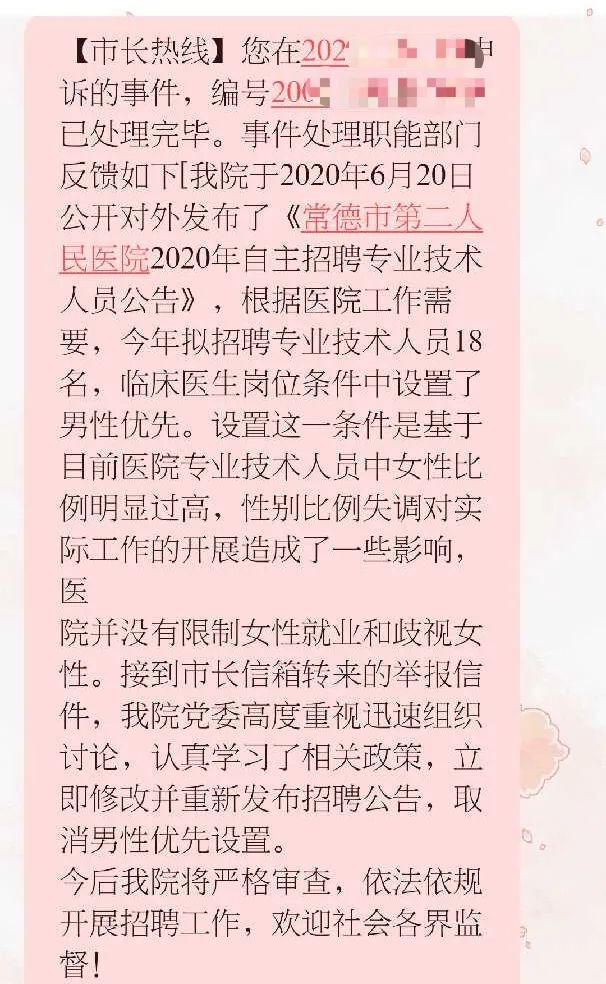 【市长热线】您在202
诉的事件，编号200
已处理完毕。事件处理职能部门
反馈如下[我院于2020年6月20日
公开对外发布了《常德市第二人
民医院2020年自主招聘专业技术
人员公告》，根据医院工作需
要，今年拟招聘专业技术人员18
名，临床医生岗位条件中设置了
男性优先。设置这一条件是基于
目前医院专业技术人员中女性比
例明显过高，性别比例失调对实
际工作的开展造成了一些影响，
医
院并没有限制女性就业和歧视女
性。接到市长信箱转来的举报信
件，我院党委高度重视迅速组织
讨论，认真学习了相关政策，立
即修改并重新发布招聘公告，取
消男性优先设置。
今后我院将严格审查，依法依规
开展招聘工作，欢迎社会各界监
督！